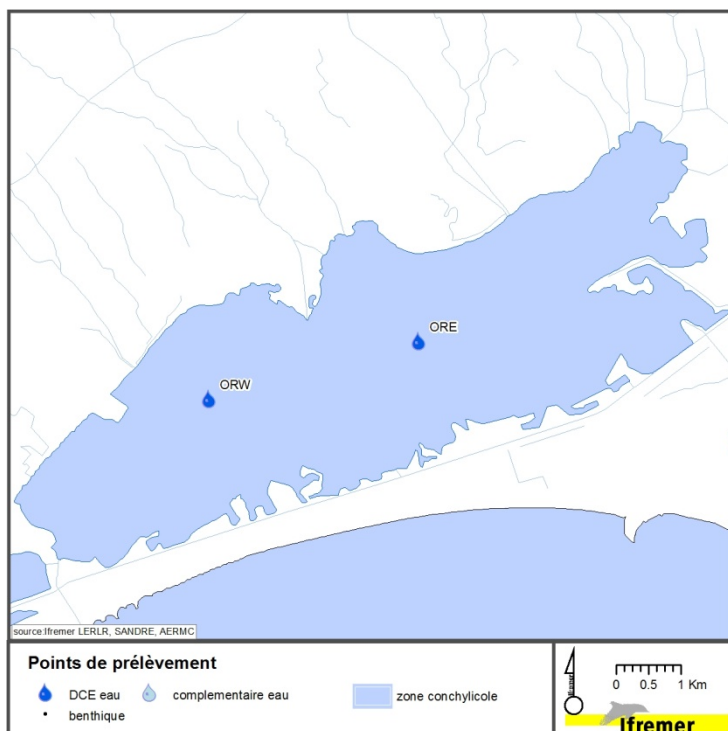 ORE
ORW
source:Ifremer LERLR, SANDRE, AERMC
Points de prélèvement
DCE eau
complementaire eau
zone conchylicole
benthique
0 0.5 1 Km
Ifremer